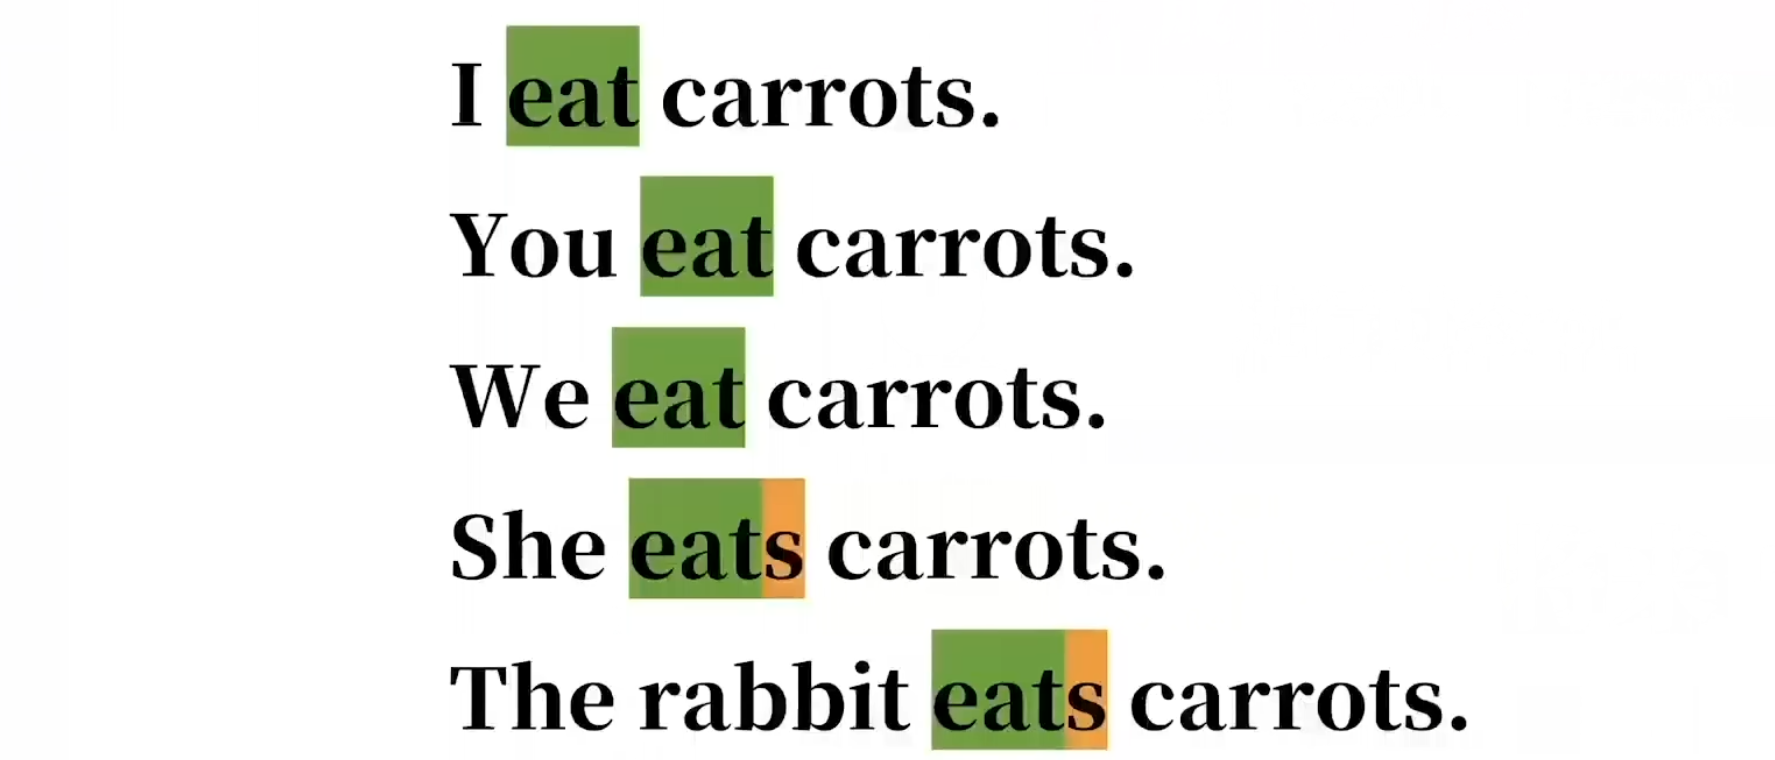 I eat carrots.
You eat carrots.
We eat carrots.
She eats carrots.
The rabbit eats carrots.